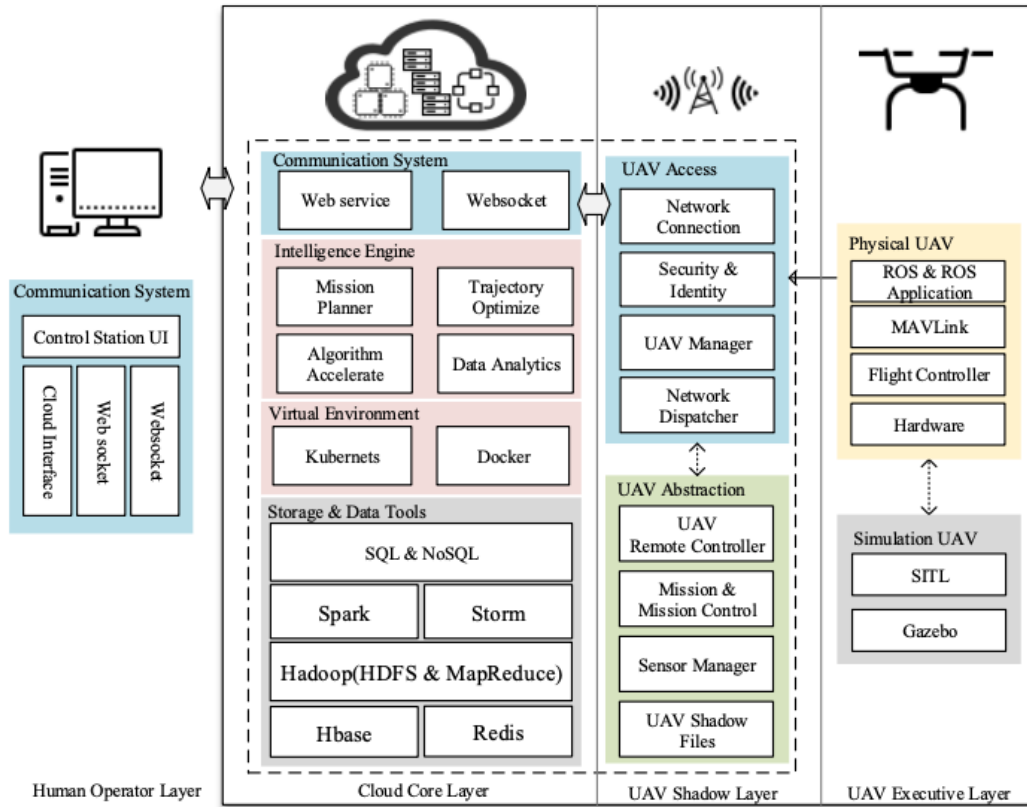 Communication System
Control Station UI
Cloud Interface
Web socket
Websocket
Human Operator Layer
Communication System
Web service
Websocket
Intelligence Engine
Mission
Planner
Trajectory
Optimize
Algorithm
Accelerate
Data Analytics
Virtual Environment
Kubernets
Docker
Storage & Data Tools
SQL & NoSQL
Spark
Storm
Hadoop(HDFS & MapReduce)
Hbase
Redis
Cloud Core Layer
UAV Access
Network
Connection
Security &
Identity
UAV Manager
Network
Dispatcher
UAV Abstraction
UAV
Remote Controller
Mission &
Mission Control
Sensor Manager
UAV Shadow
Files
UAV Shadow Layer
Physical UAV
ROS & ROS
Application
MAVLink
Flight Controller
Hardware
Simulation UAV
SITL
Gazebo
UAV Executive Layer